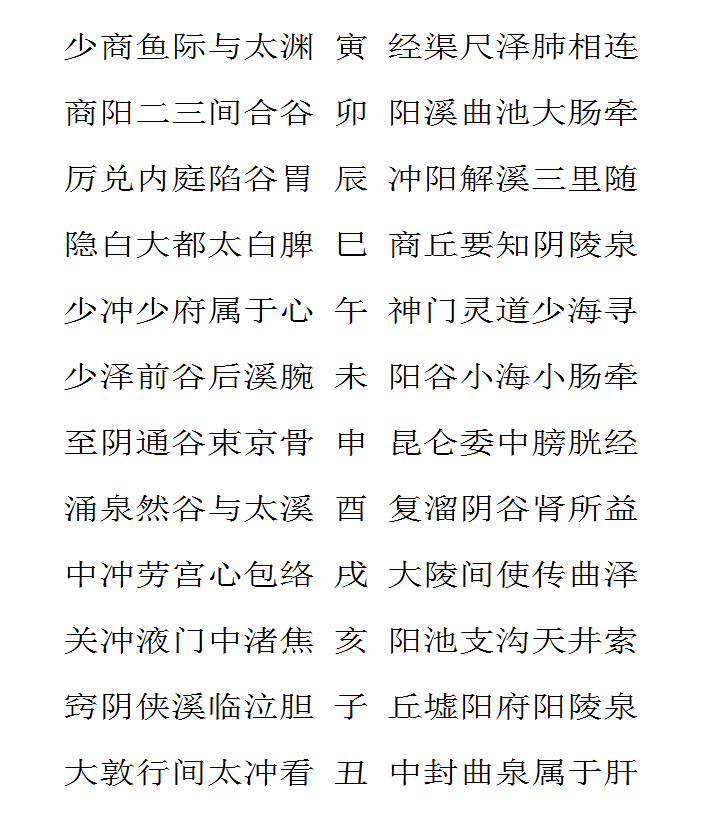 少商鱼际与太渊 寅 经渠尺泽肺相连
商阳二三间合谷 卯 阳溪曲池大肠牵
厉兑内庭陷谷胃 辰 冲阳解溪三里随
隐白大都太白脾 巳 商丘要知阴陵泉
少冲少府属于心 午 神门灵道少海寻
少泽前谷后溪腕 未 阳谷小海小肠牵
至阴通谷束京骨 申 昆仑委中膀胱经
涌泉然谷与太溪 酉 复溜阴谷肾所益
中冲劳宫心包络 戌 大陵间使传曲泽
关冲液门中渚焦 亥 阳池支沟天井索
窍阴侠溪临泣胆 子 丘墟阳府阳陵泉
大敦行间太冲看 丑 中封曲泉属于肝